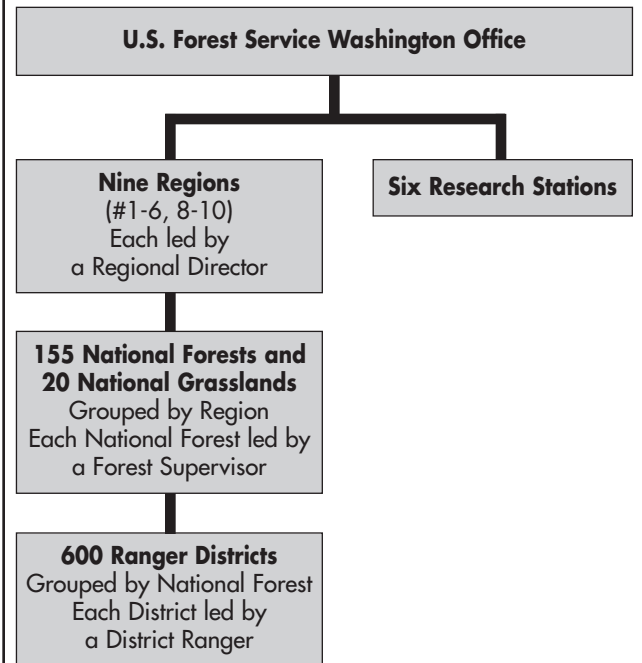 U.S. Forest Service Washington Office
Nine Regions
(#1-6, 8-10)
Each led by
a Regional Director
Six Research Stations
155 National Forests and
20 National Grasslands
Grouped by Region
Each National Forest led by
a Forest Supervisor
600 Ranger Districts
Grouped by National Forest
Each District led by
a District Ranger